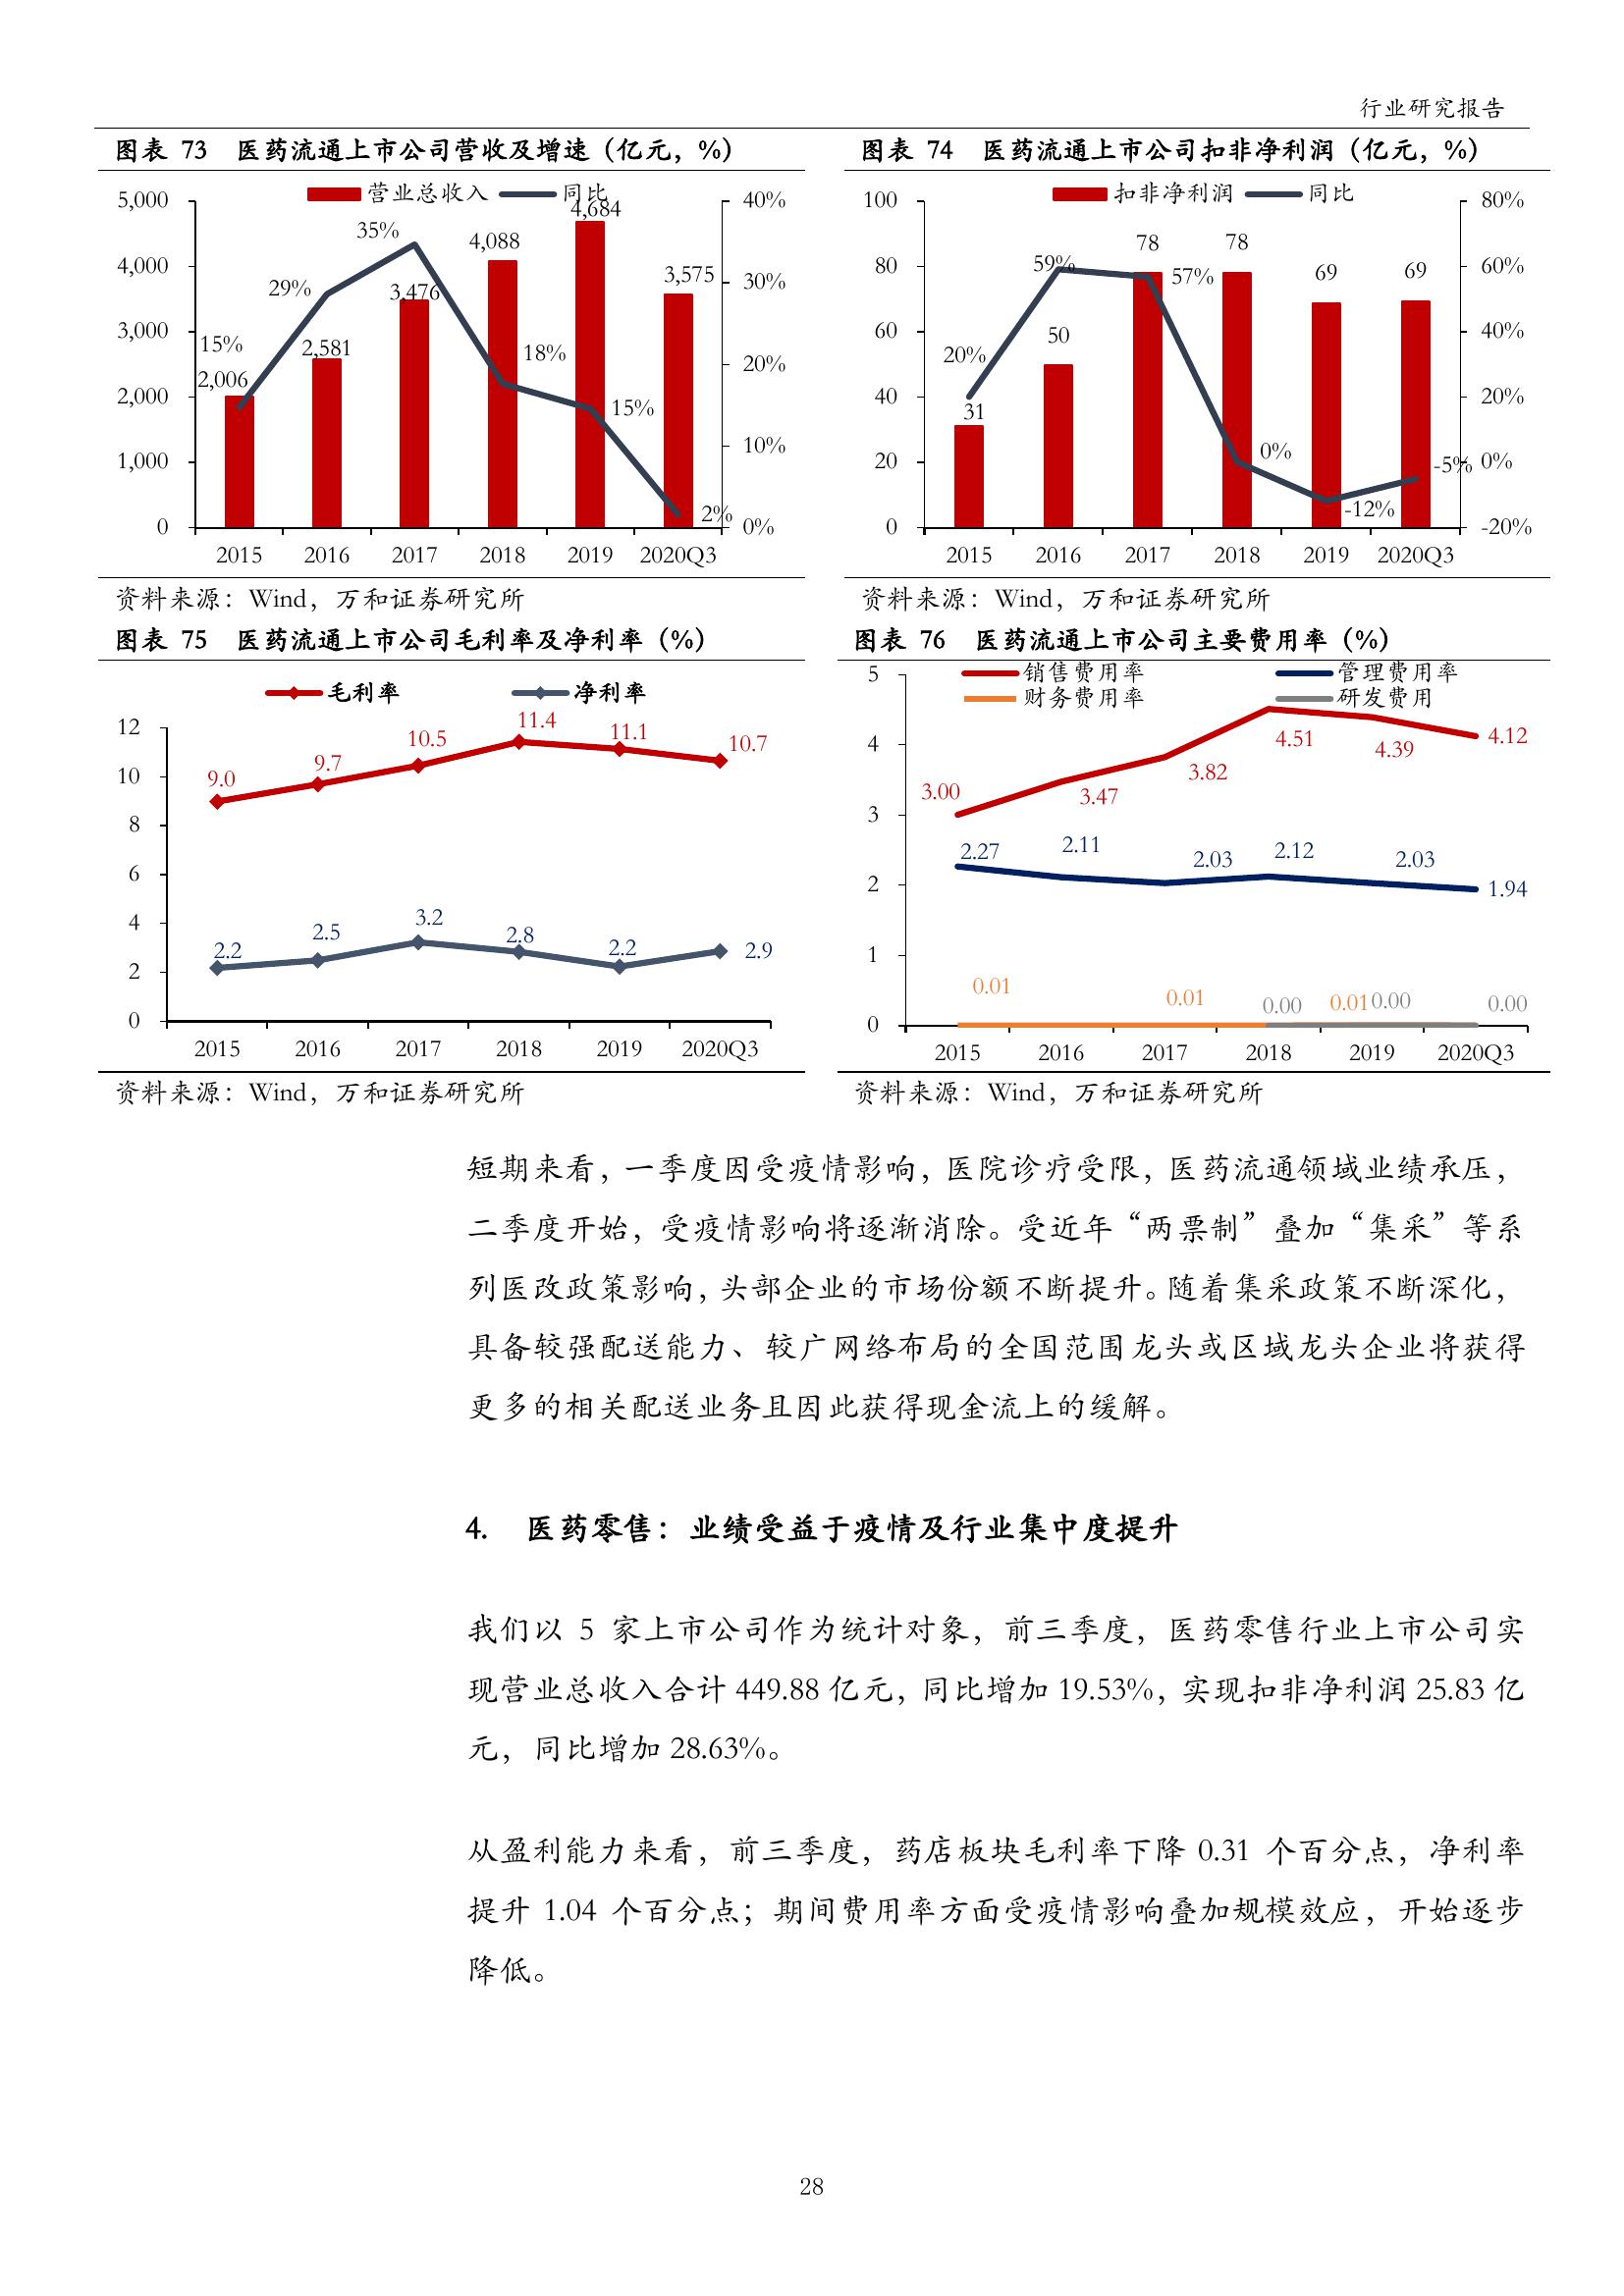 行业研究报告
图表 73 医药流通上市公司营收及增速（亿元，%）
营业总收入 同比
5,000
4,000
3,000
2,000
1,000
0
40%
30%
20%
10%
0%
2,006
2,581
3,476
4,088
4,684
3,575
15%
29%
35%
18%
15%
2%
2015 2016 2017 2018 2019 2020Q3
资料来源：Wind，万和证券研究所
图表 74 医药流通上市公司扣非净利润（亿元，%）
扣非净利润 同比
100
80
60
40
20
0
80%
60%
40%
20%
0%
-20%
31
50
78
78
69
69
20%
59%
57%
0%
-12%
-5%
2015 2016 2017 2018 2019 2020Q3
资料来源：Wind，万和证券研究所
图表 75 医药流通上市公司毛利率及净利率（%）
毛利率 净利率
12
10
8
6
4
2
0
9.0 9.7 10.5 11.4 11.1 10.7
2.2 2.5 3.2 2.8 2.2 2.9
2015 2016 2017 2018 2019 2020Q3
资料来源：Wind，万和证券研究所
图表 76 医药流通上市公司主要费用率（%）
销售费用率 管理费用率
财务费用率 研发费用
5
4
3
2
1
0
3.00 3.47 3.82 4.51 4.39 4.12
2.27 2.11 2.03 2.12 2.03 1.94
0.01 0.01 0.00 0.01 0.00 0.00
2015 2016 2017 2018 2019 2020Q3
资料来源：Wind，万和证券研究所
短期来看，一季度因受疫情影响，医院诊疗受限，医药流通领域业绩承压，
二季度开始，受疫情影响将逐渐消除。受近年“两票制”叠加“集采”等系
列医改政策影响，头部企业的市场份额不断提升。随着集采政策不断深化，
具备较强配送能力、较广网络布局的全国范围龙头或区域龙头企业将获得
更多的相关配送业务且因此获得现金流上的缓解。
4. 医药零售：业绩受益于疫情及行业集中度提升
我们以 5 家上市公司作为统计对象，前三季度，医药零售行业上市公司实
现营业总收入合计 449.88 亿元，同比增加 19.53%，实现扣非净利润 25.83 亿
元，同比增加 28.63%。
从盈利能力来看，前三季度，药店板块毛利率下降 0.31 个百分点，净利率
提升 1.04 个百分点；期间费用率方面受疫情影响叠加规模效应，开始逐步
降低。
28